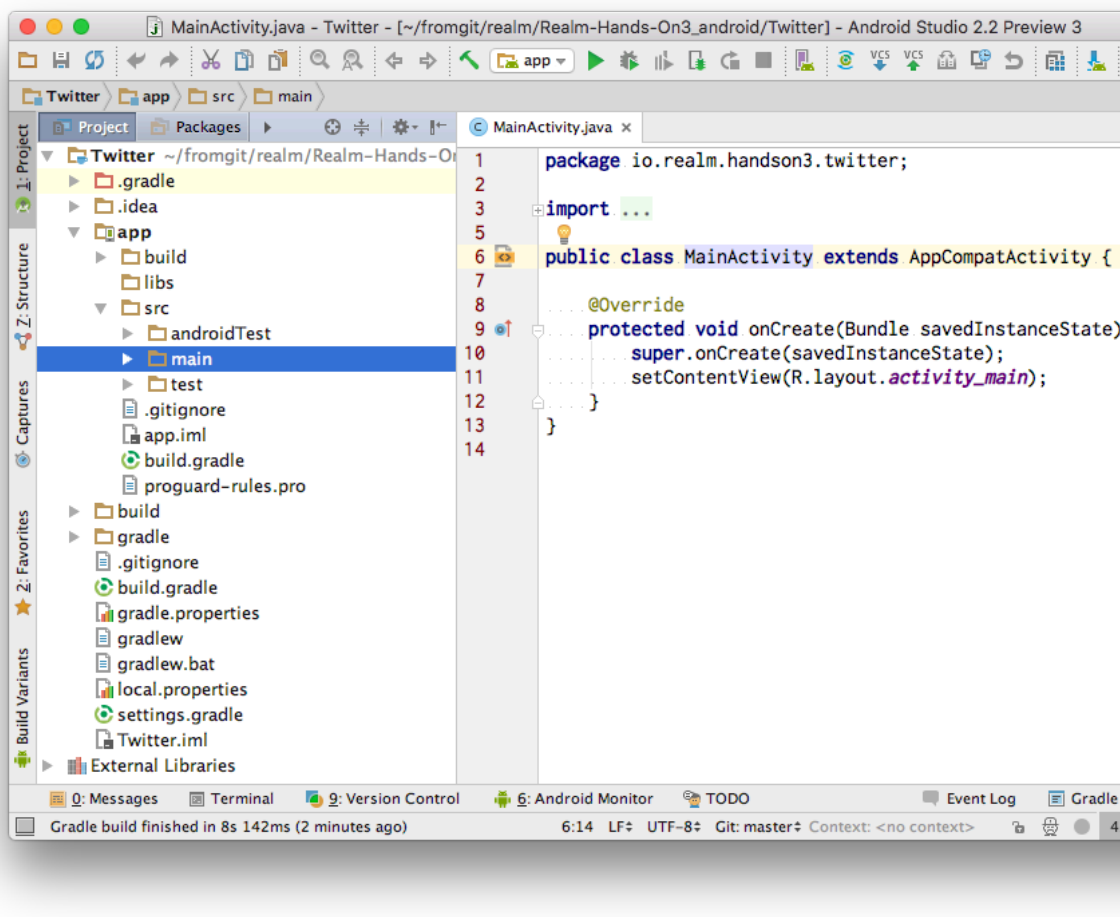 MainActivity.java - Twitter - [~/fromgit/realm/Realm-Hands-On3_android/Twitter] - Android Studio 2.2 Preview 3
app
VCS VCS
Twitter app src main
Project Packages
MainActivity.java
1: Project
Z: Structure
Captures
2: Favorites
Build Variants
Twitter ~/fromgit/realm/Realm-Hands-Or
.gradle
.idea
app
build
libs
src
androidTest
main
test
.gitignore
app.iml
build.gradle
proguard-rules.pro
build
gradle
.gitignore
build.gradle
gradle.properties
gradlew
gradlew.bat
local.properties
settings.gradle
Twitter.iml
External Libraries
1 package io.realm.handson3.twitter;
2
3 import ...
5
6 public class MainActivity extends AppCompatActivity {
7
8 @Override
9 protected void onCreate(Bundle savedInstanceState)
10 super.onCreate(savedInstanceState);
11 setContentView(R.layout.activity_main);
12 }
13 }
14
0: Messages Terminal 9: Version Control 6: Android Monitor TODO Event Log Gradle
Gradle build finished in 8s 142ms (2 minutes ago) 6:14 LF UTF-8 Git: master Context: <no context> 4